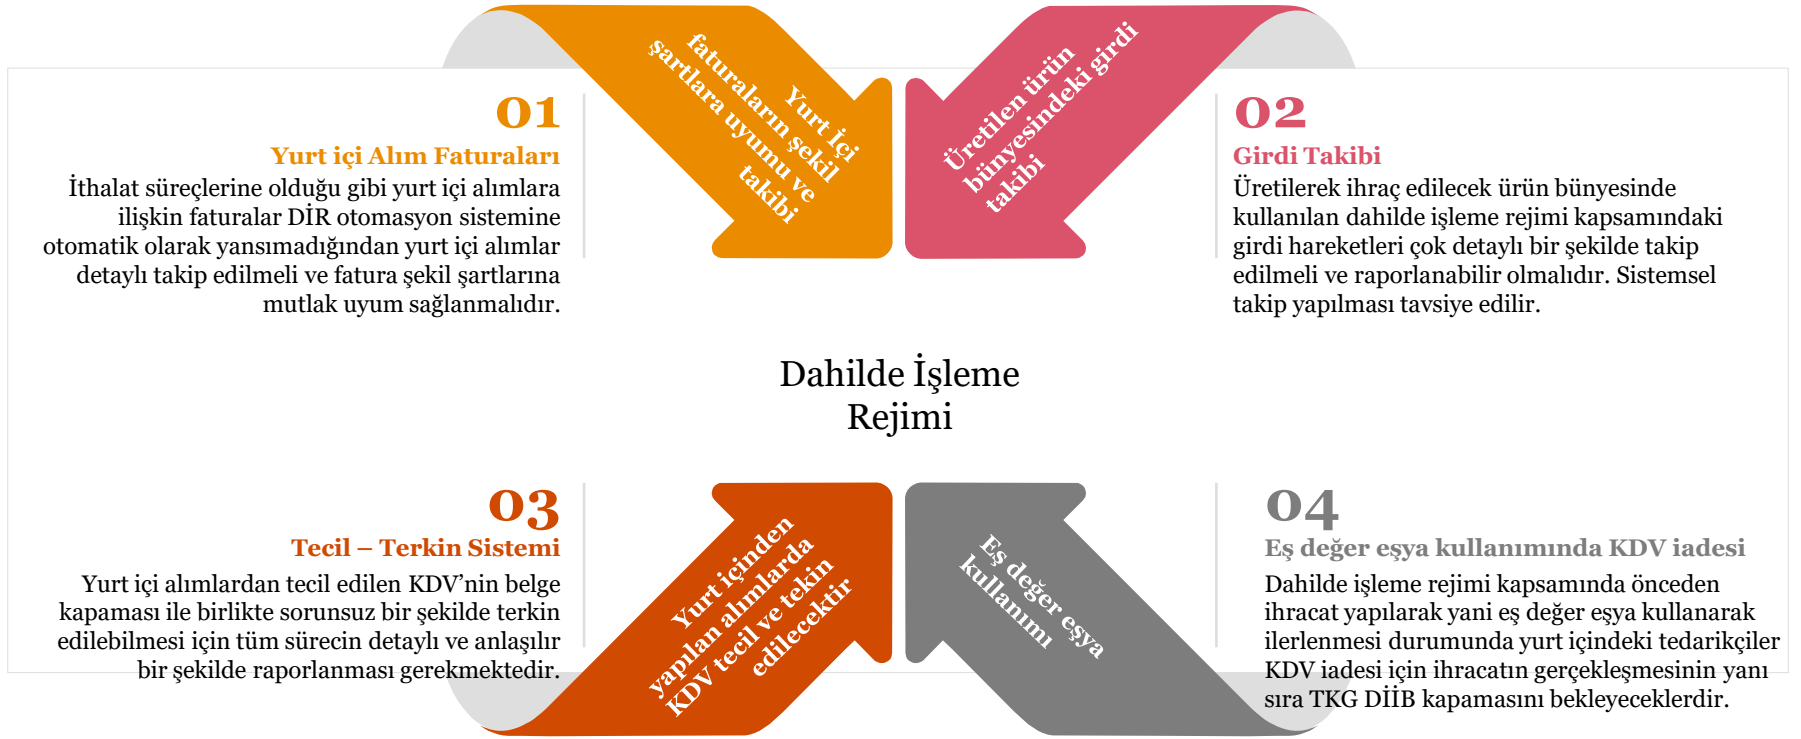 Yurt İçi
faturaların şekil
şartlara uyumu ve
takibi
Üretilen ürün
bünyesindeki girdi
takibi
01
Yurt içi Alım Faturaları
İthalat süreçlerine olduğu gibi yurt içi alımlara
ilişkin faturalar DİR otomasyon sistemine
otomatik olarak yansımadığından yurt içi alımlar
detaylı takip edilmeli ve fatura şekil şartlarına
mutlak uyum sağlanmalıdır.
02
Girdi Takibi
Üretilerek ihraç edilecek ürün bünyesinde
kullanılan dahilde işleme rejimi kapsamındaki
girdi hareketleri çok detaylı bir şekilde takip
edilmeli ve raporlanabilir olmalıdır. Sistemsel
takip yapılması tavsiye edilir.
Dahilde İşleme
Rejimi
03
Tecil – Terkin Sistemi
Yurt içi alımlardan tecil edilen KDV’nin belge
kapaması ile birlikte sorunsuz bir şekilde terkin
edilebilmesi için tüm sürecin detaylı ve anlaşılır
bir şekilde raporlanması gerekmektedir.
Yurt içinden
yapılan alımlarda
KDV tecil ve tekin
edilecektir
Eş değer eşya
kullanımı
04
Eş değer eşya kullanımında KDV iadesi
Dahilde işleme rejimi kapsamında önceden
ihracat yapılarak yani eş değer eşya kullanarak
ilerlenmesi durumunda yurt içindeki tedarikçiler
KDV iadesi için ihracatın gerçekleşmesinin yanı
sıra TKG DİİB kapamasını bekleyeceklerdir.